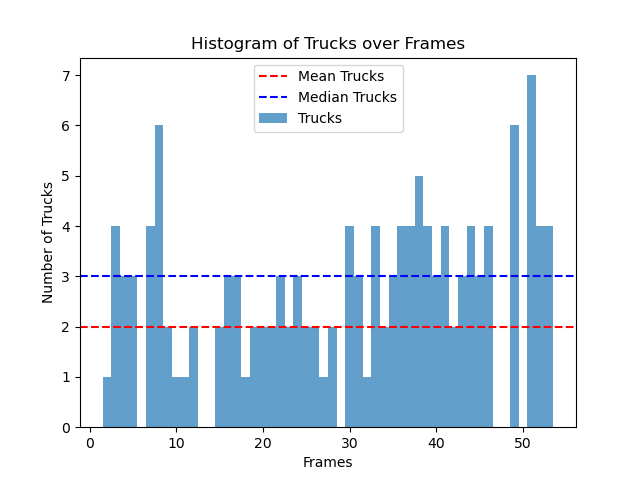 Histogram of Trucks over Frames
Mean Trucks
Median Trucks
Trucks
Number of Trucks
7
6
5
4
3
2
1
0
0 10 20 30 40 50
Frames